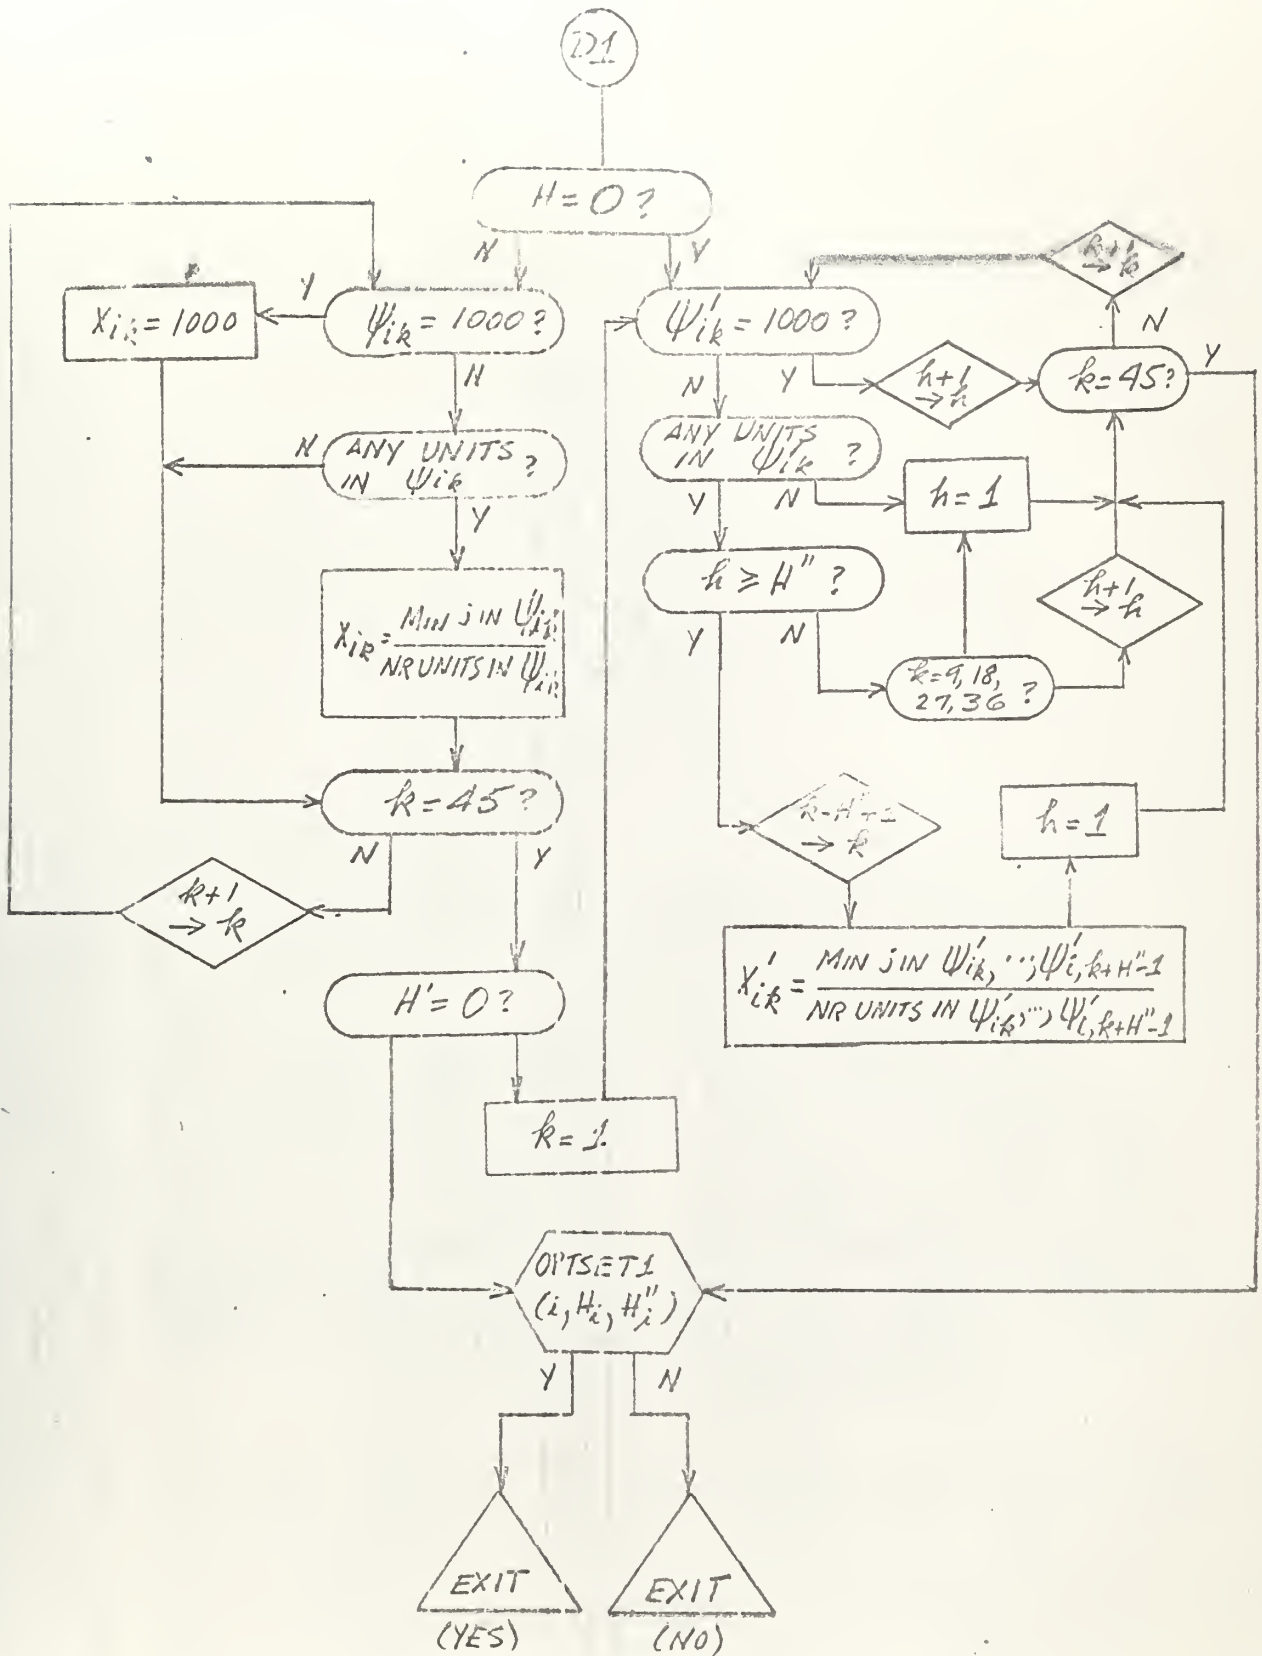 D1
H = 0 ?
N
Y
k+1
→ k
X_ik = 1000
Y
Ψ_ik = 1000 ?
Ψ'_ik = 1000 ?
N
Y
N
N
Y
h+1
→ h
k = 45 ?
N
ANY UNITS
IN Ψ_ik ?
ANY UNITS
IN Ψ'_ik ?
Y
Y
N
h = 1
h ≥ H" ?
h+1
→ h
X_ik = MIN j IN Ψ_ik
NR UNITS IN Ψ_ik
Y
N
k = 9, 18,
27, 36 ?
k = 45 ?
k-H"+1
→ k
h = 1
N
Y
k+1
→ k
X'_ik = MIN j IN Ψ'_ik, ..., Ψ'_i,k+H"-1
NR UNITS IN Ψ'_ik, ..., Ψ'_i,k+H"-1
H' = 0 ?
k = 1.
OPTSET1
(i, H_i, H"_i)
Y
N
EXIT
EXIT
(YES)
(NO)